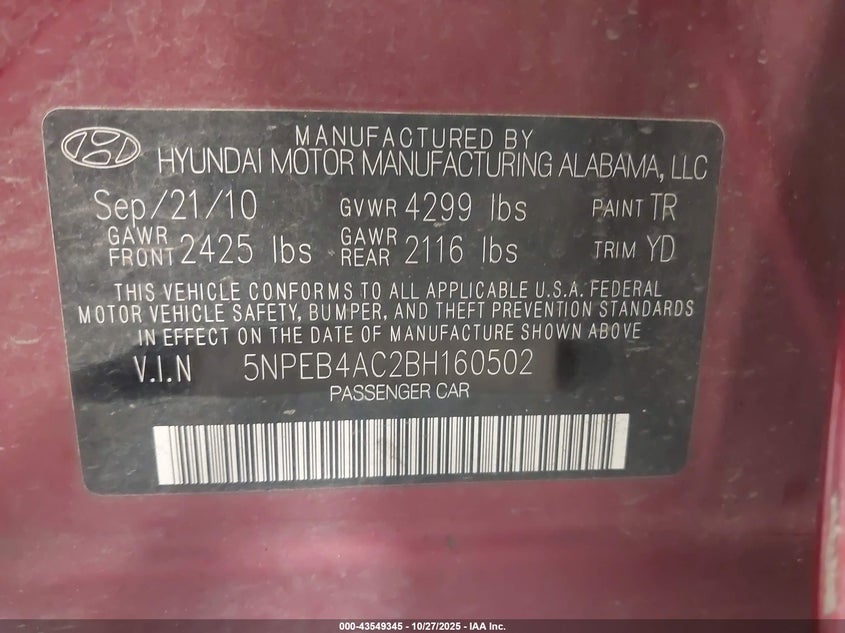 MANUFACTURED BY
HYUNDAI MOTOR MANUFACTURING ALABAMA, LLC
Sep/21/10 GVWR 4299 lbs PAINT TR
GAWR FRONT 2425 lbs GAWR REAR 2116 lbs TRIM YD
THIS VEHICLE CONFORMS TO ALL APPLICABLE U.S.A. FEDERAL
MOTOR VEHICLE SAFETY, BUMPER, AND THEFT PREVENTION STANDARDS
IN EFFECT ON THE DATE OF MANUFACTURE SHOWN ABOVE
V.I.N 5NPEB4AC2BH160502
PASSENGER CAR
000-43549345 - 10/27/2025 - IAA Inc.